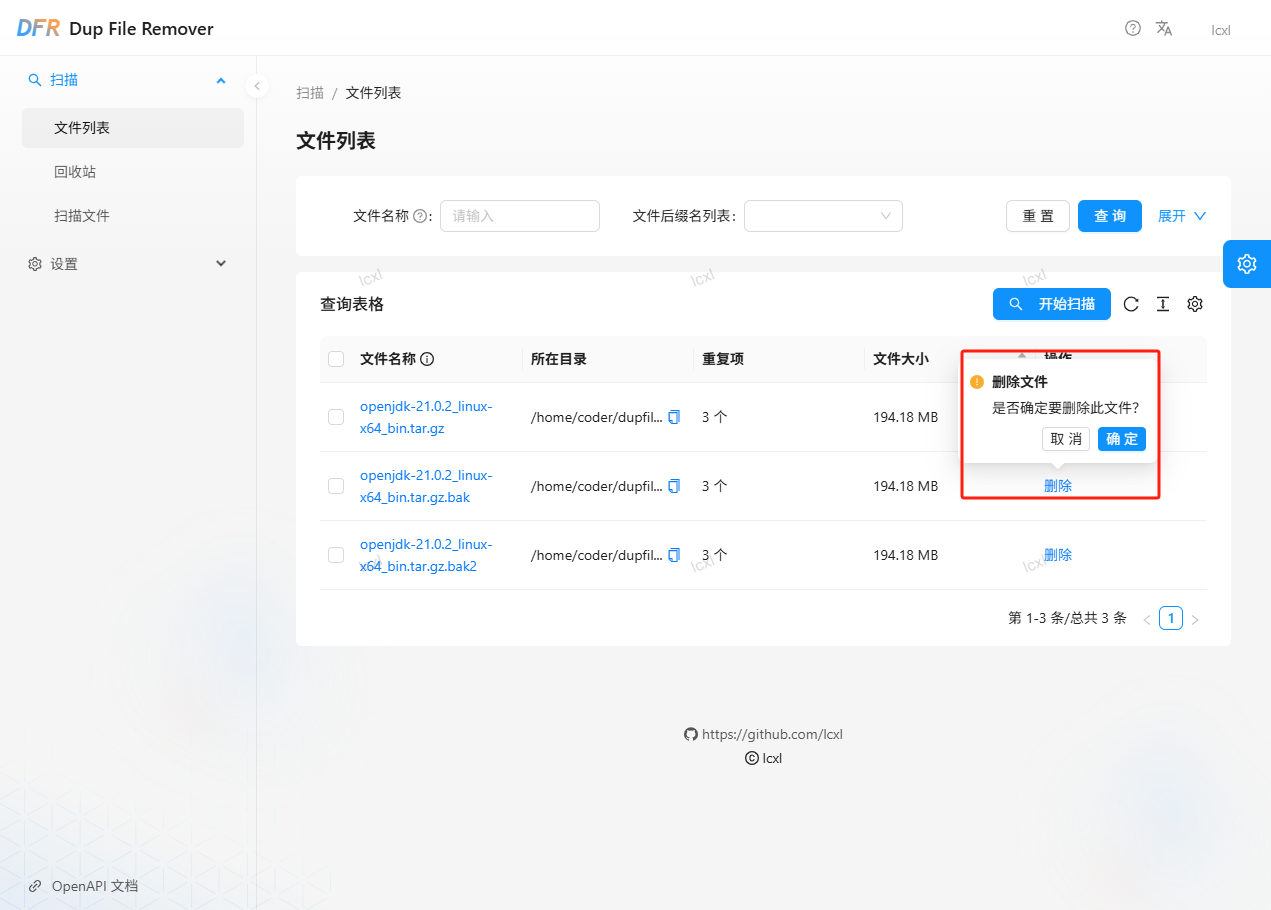 DFR Dup File Remover
lcxl
扫描
文件列表
回收站
扫描文件
设置
扫描 / 文件列表
文件列表
文件名称 : 请输入
文件后缀名列表:
重 置
查 询
展开
查询表格
开始扫描
文件名称 所在目录 重复项 文件大小 操作
openjdk-21.0.2_linux-
x64_bin.tar.gz
/home/coder/dupfil...
3 个
194.18 MB
删除文件
是否确定要删除此文件?
取 消 确 定
openjdk-21.0.2_linux-
x64_bin.tar.gz.bak
/home/coder/dupfil...
3 个
194.18 MB
删除
openjdk-21.0.2_linux-
x64_bin.tar.gz.bak2
/home/coder/dupfil...
3 个
194.18 MB
删除
lcxl
lcxl
lcxl
lcxl
lcxl
lcxl
第 1-3 条/总共 3 条
1
https://github.com/lcxl
© lcxl
OpenAPI 文档